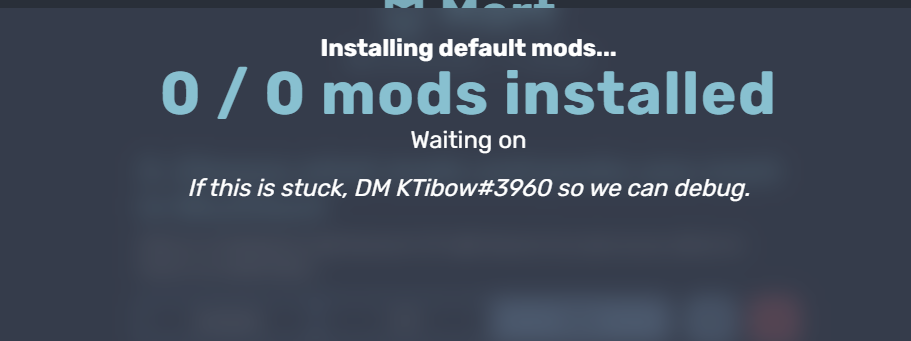 Installing default mods...
0 / 0 mods installed
Waiting on
If this is stuck, DM KTibow#3960 so we can debug.